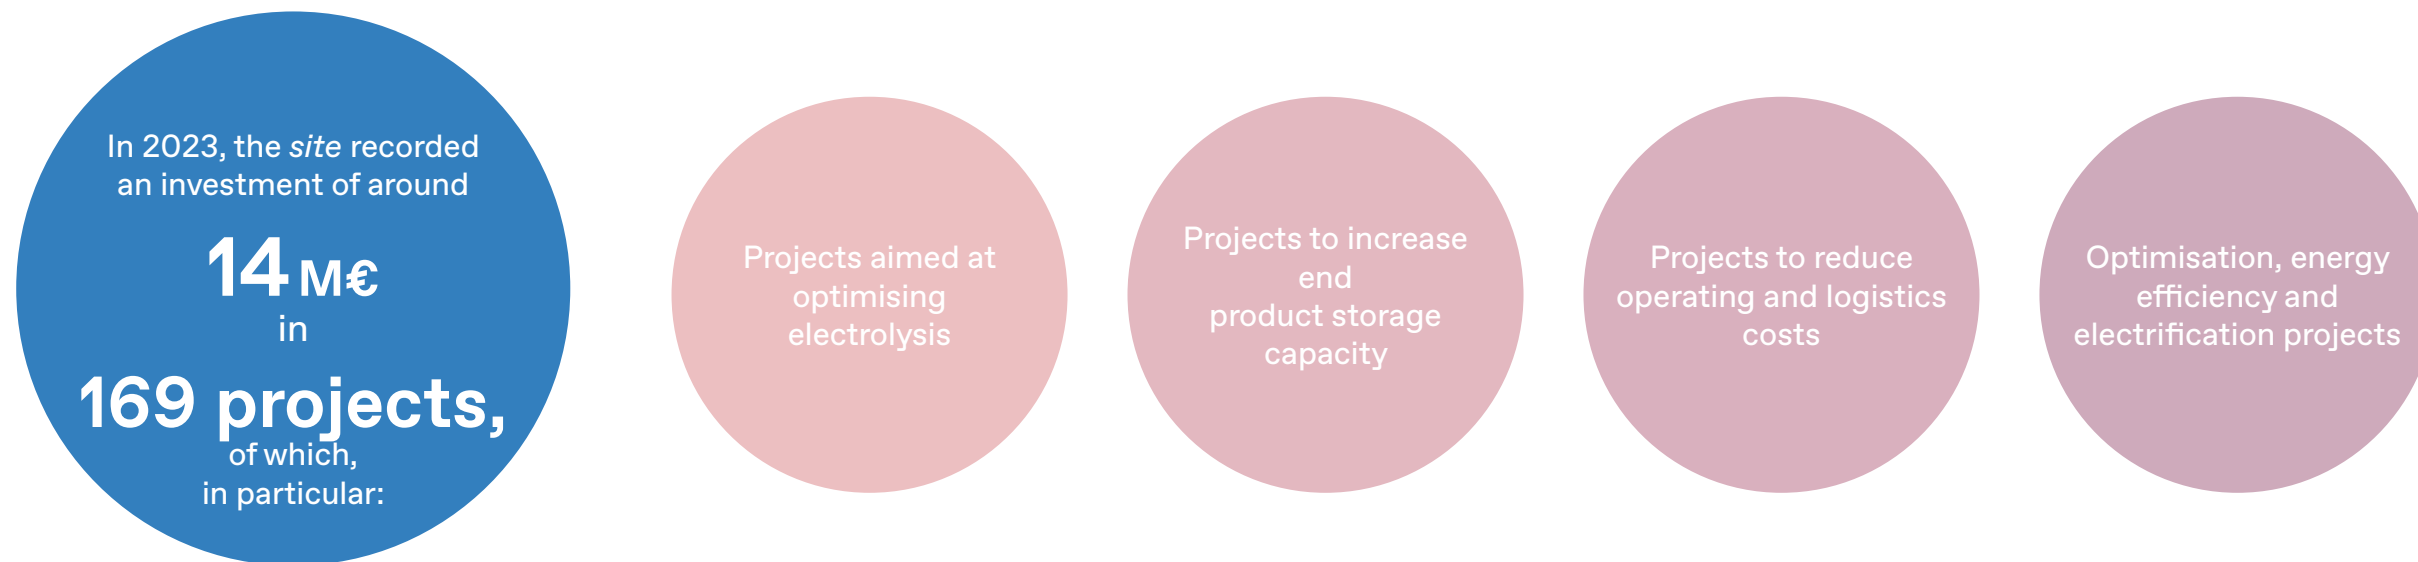 In 2023, the site recorded
an investment of around
14 M€
in
169 projects,
of which,
in particular:
Projects aimed at
optimising
electrolysis
Projects to increase
end
product storage
capacity
Projects to reduce
operating and logistics
costs
Optimisation, energy
efficiency and
electrification projects